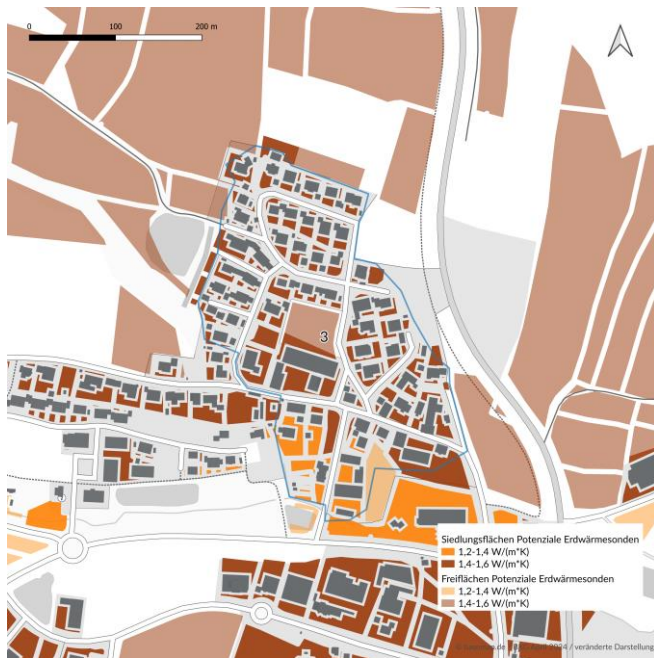 0 100 200 m
3
Siedlungsflächen Potenziale Erdwärmesonden
1,2-1,4 W/(m*K)
1,4-1,6 W/(m*K)
Freiflächen Potenziale Erdwärmesonden
1,2-1,4 W/(m*K)
1,4-1,6 W/(m*K)
2024 / veränderte Darstellung